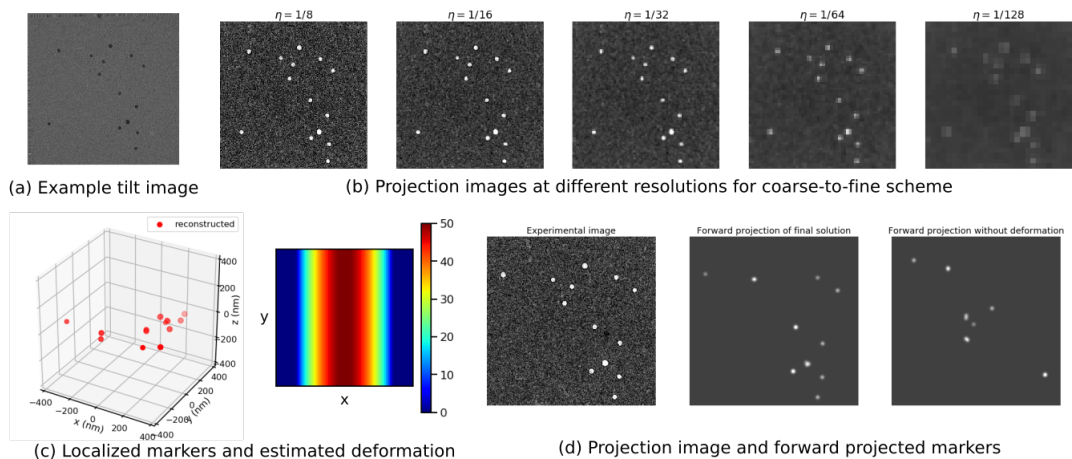 η = 1/8
η = 1/16
η = 1/32
η = 1/64
η = 1/128
(a) Example tilt image
(b) Projection images at different resolutions for coarse-to-fine scheme
reconstructed
400
200
0
−200
−400
z (nm)
400
200
0
−200
−400
y (nm)
−400
−200
0
200
400
x (nm)
y
x
50
40
30
20
10
0
(c) Localized markers and estimated deformation
Experimental image
Forward projection of final solution
Forward projection without deformation
(d) Projection image and forward projected markers